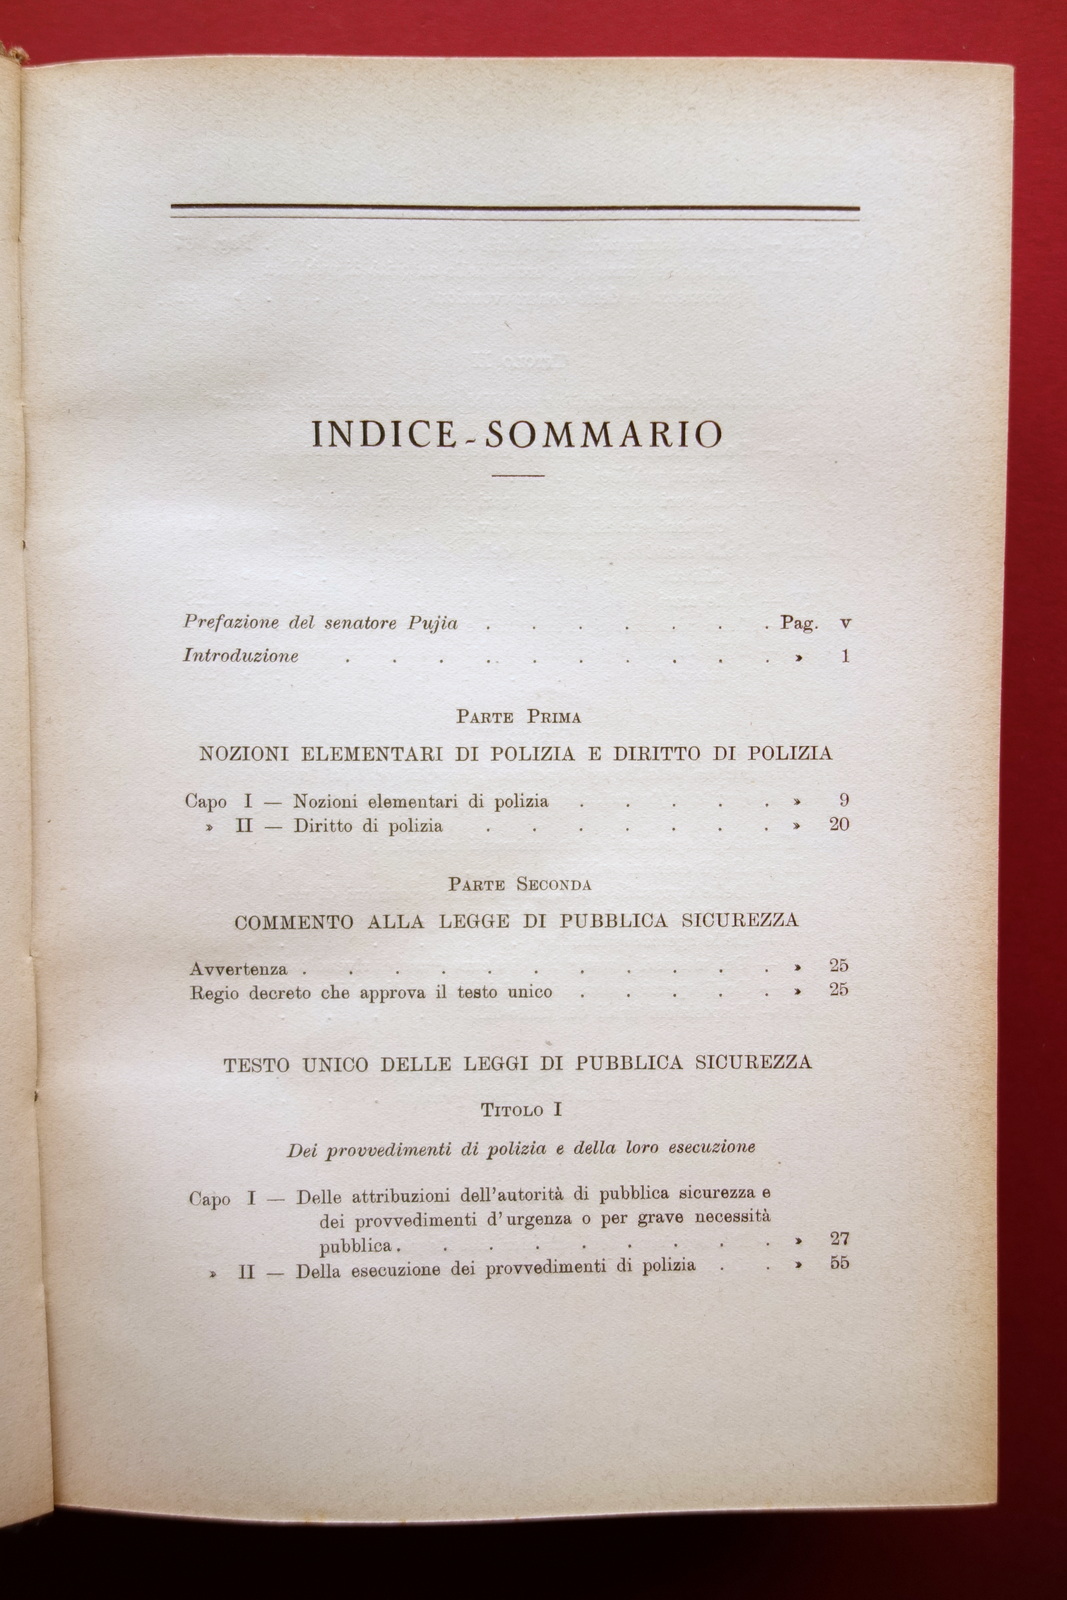 INDICE-SOMMARIO
Prefazione del senatore Pujia . . . . . . . Pag. v
Introduzione . . . . . . . . . . » 1
Parte Prima
NOZIONI ELEMENTARI DI POLIZIA E DIRITTO DI POLIZIA
Capo I — Nozioni elementari di polizia . . . . . » 9
» II — Diritto di polizia . . . . . . . » 20
Parte Seconda
COMMENTO ALLA LEGGE DI PUBBLICA SICUREZZA
Avvertenza . . . . . . . . . . . » 25
Regio decreto che approva il testo unico . . . . . » 25
TESTO UNICO DELLE LEGGI DI PUBBLICA SICUREZZA
Titolo I
Dei provvedimenti di polizia e della loro esecuzione
Capo I — Delle attribuzioni dell'autorità di pubblica sicurezza e
dei provvedimenti d'urgenza o per grave necessità
pubblica . . . . . . . . . » 27
» II — Della esecuzione dei provvedimenti di polizia . . » 55